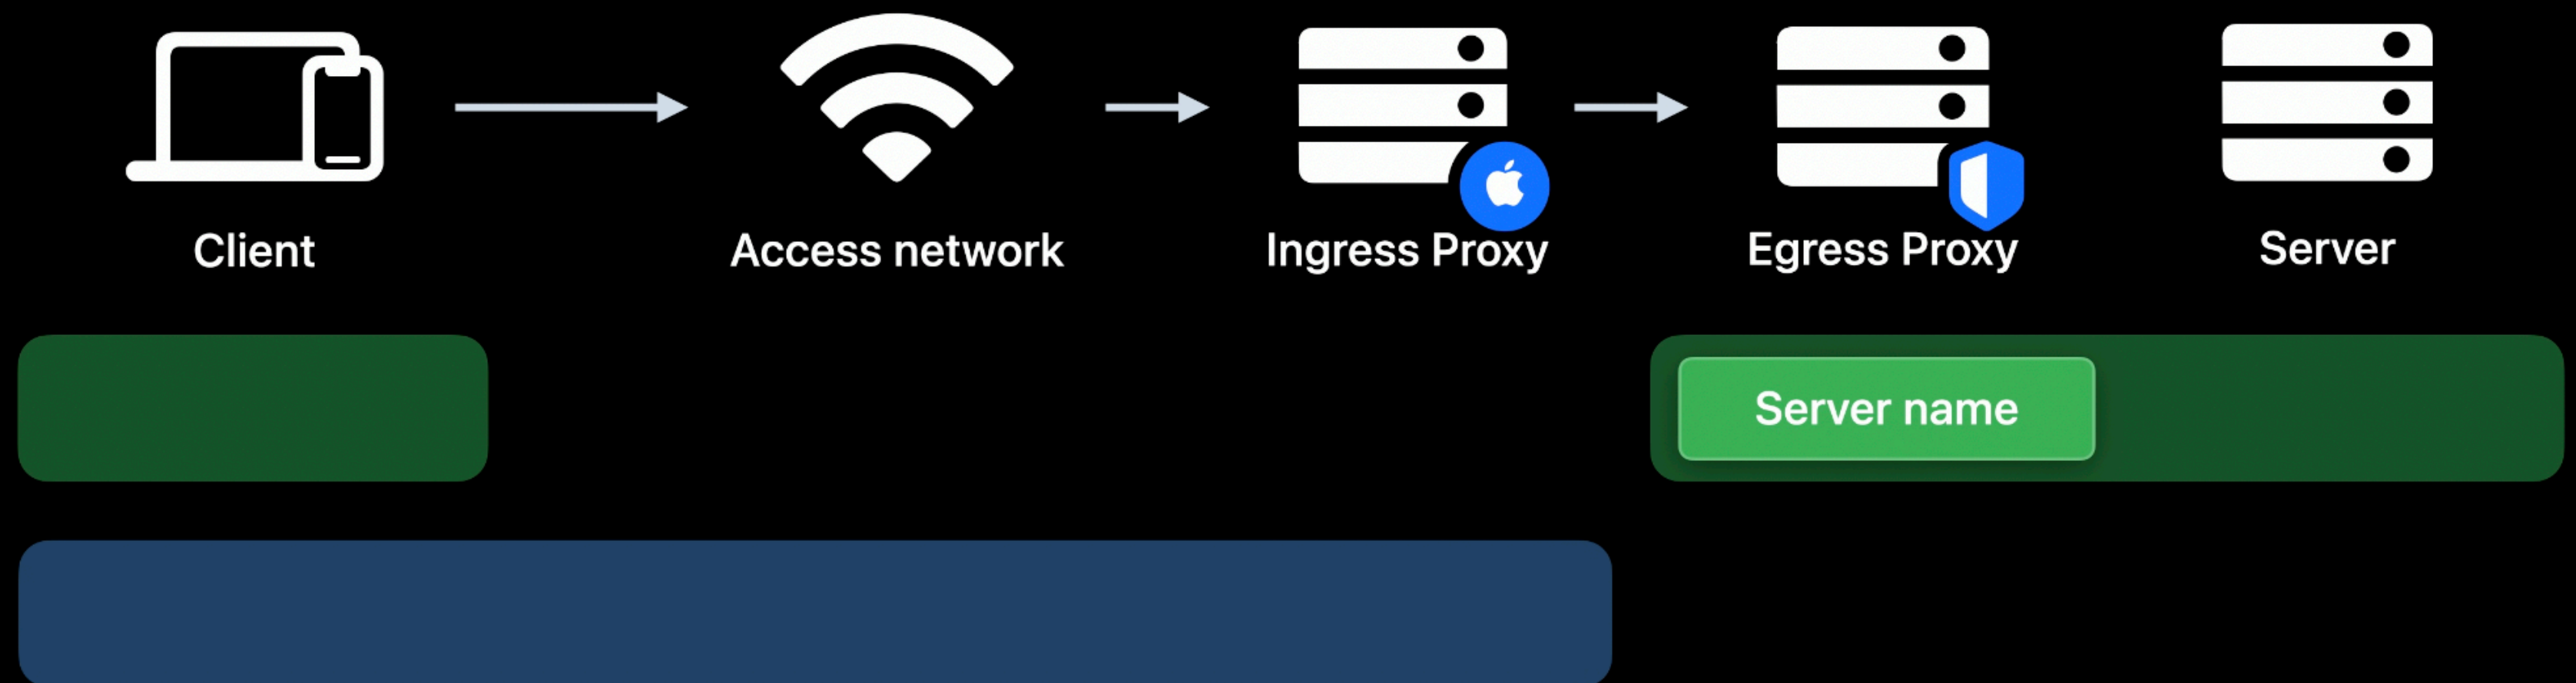 Client
Access network
Ingress Proxy
Egress Proxy
Server
Server name